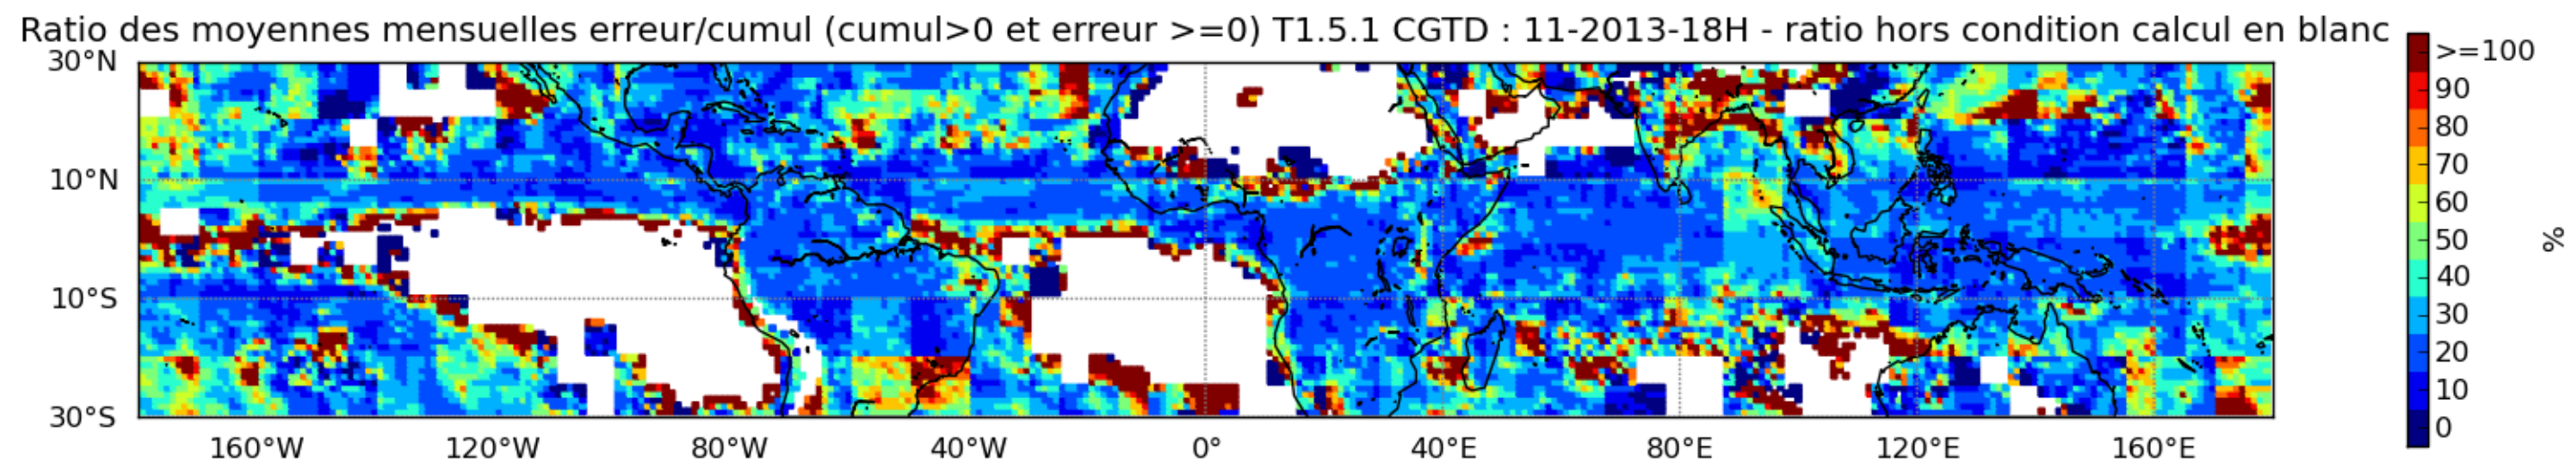 Ratio des moyennes mensuelles erreur/cumul (cumul>0 et erreur >=0) T1.5.1 CGTD : 11-2013-18H - ratio hors condition calcul en blanc
30°N
10°N
10°S
30°S
160°W
120°W
80°W
40°W
0°
40°E
80°E
120°E
160°E
>=100
90
80
70
60
50
40
30
20
10
0
%